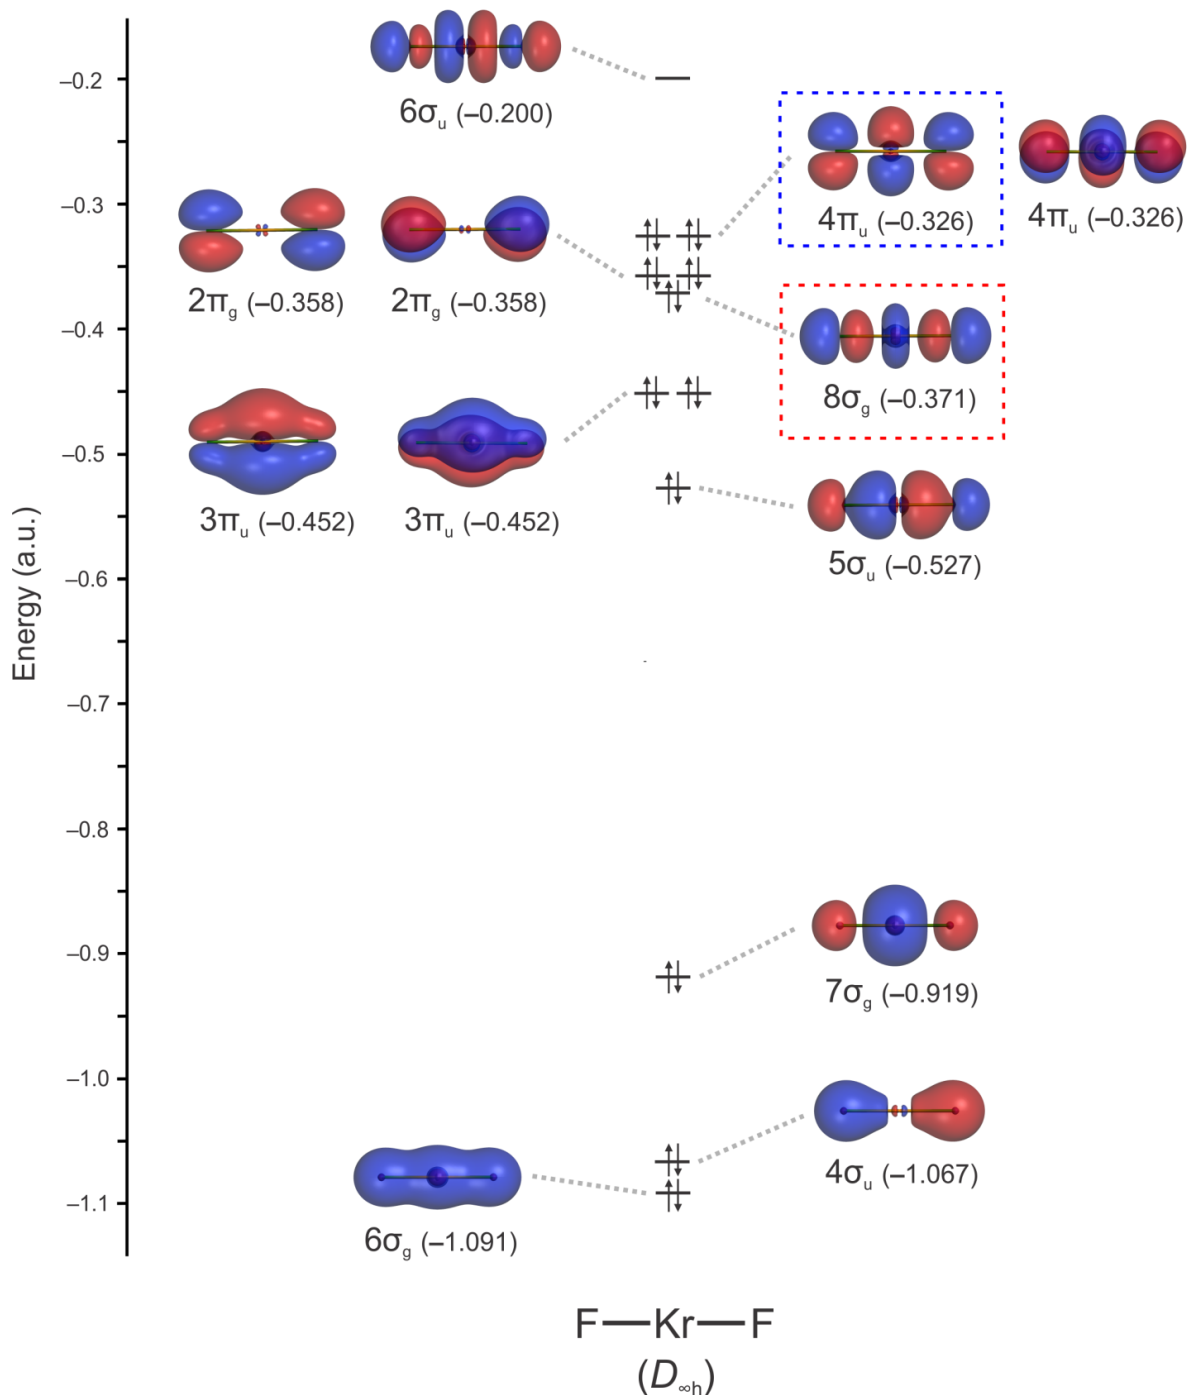 6σu (–0.200)
–0.2
4πu (–0.326)
4πu (–0.326)
–0.3
2πg (–0.358)
2πg (–0.358)
–0.4
8σg (–0.371)
–0.5
3πu (–0.452)
3πu (–0.452)
5σu (–0.527)
–0.6
Energy (a.u.)
–0.7
–0.8
–0.9
7σg (–0.919)
–1.0
4σu (–1.067)
–1.1
6σg (–1.091)
F—Kr—F
(D∞h)